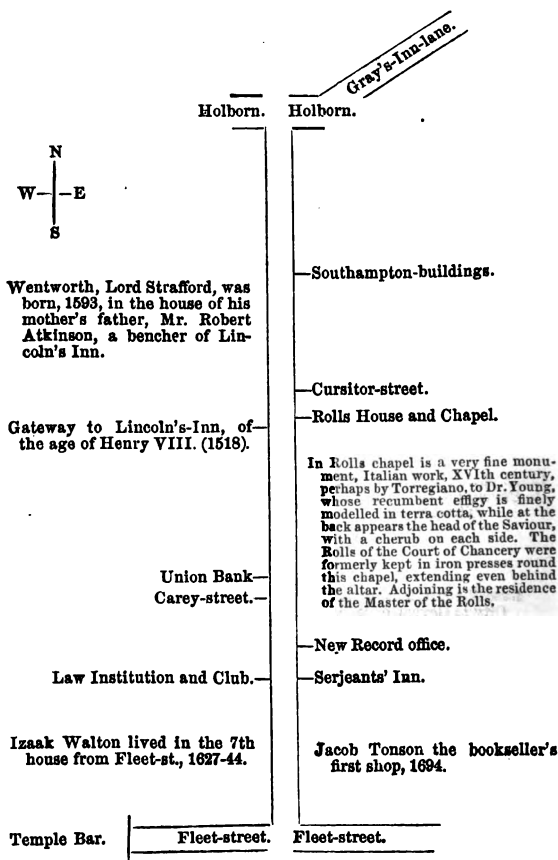 Gray's-Inn-lane.
Holborn. Holborn.
N
W E
S
Southampton-buildings.
Wentworth, Lord Strafford, was
born, 1593, in the house of his
mother's father, Mr. Robert
Atkinson, a bencher of Lin-
coln's Inn.
Cursitor-street.
Rolls House and Chapel.
Gateway to Lincoln's-Inn, of
the age of Henry VIII. (1518).
In Rolls chapel is a very fine monu-
ment, Italian work, XVIth century,
perhaps by Torregiano, to Dr. Young,
whose recumbent effigy is finely
modelled in terra cotta, while at the
back appears the head of the Saviour,
with a cherub on each side. The
Rolls of the Court of Chancery were
formerly kept in iron presses round
this chapel, extending even behind
the altar. Adjoining is the residence
of the Master of the Rolls.
Union Bank
Carey-street.
New Record office.
Law Institution and Club.
Serjeants' Inn.
Izaak Walton lived in the 7th
house from Fleet-st., 1627-44.
Jacob Tonson the bookseller's
first shop, 1694.
Temple Bar. Fleet-street. Fleet-street.